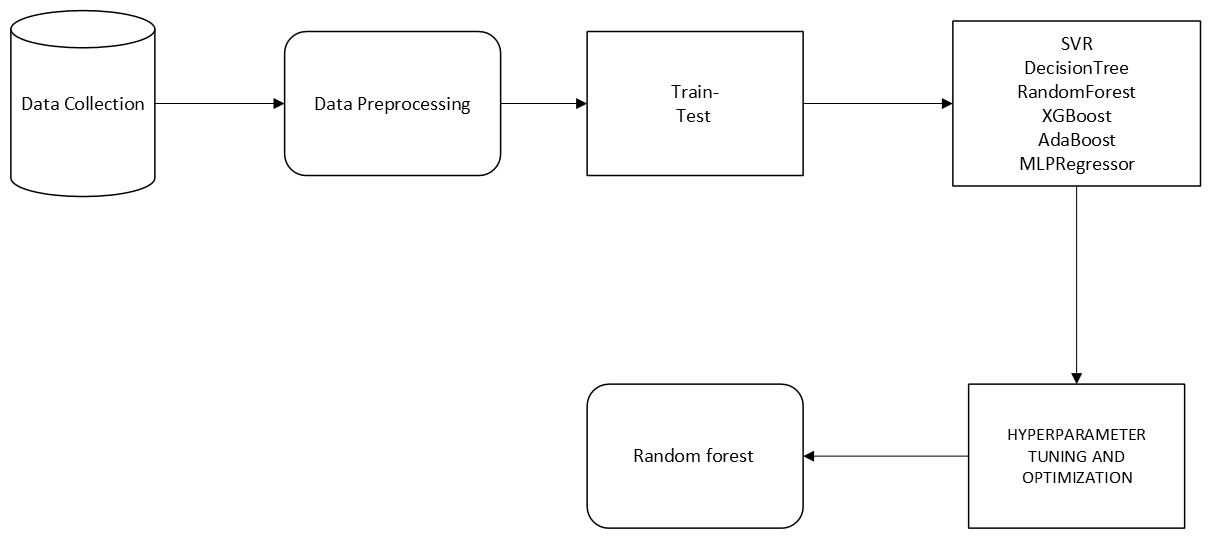 Data Collection
Data Preprocessing
Train-
Test
SVR
DecisionTree
RandomForest
XGBoost
AdaBoost
MLPRegressor
HYPERPARAMETER
TUNING AND
OPTIMIZATION
Random forest